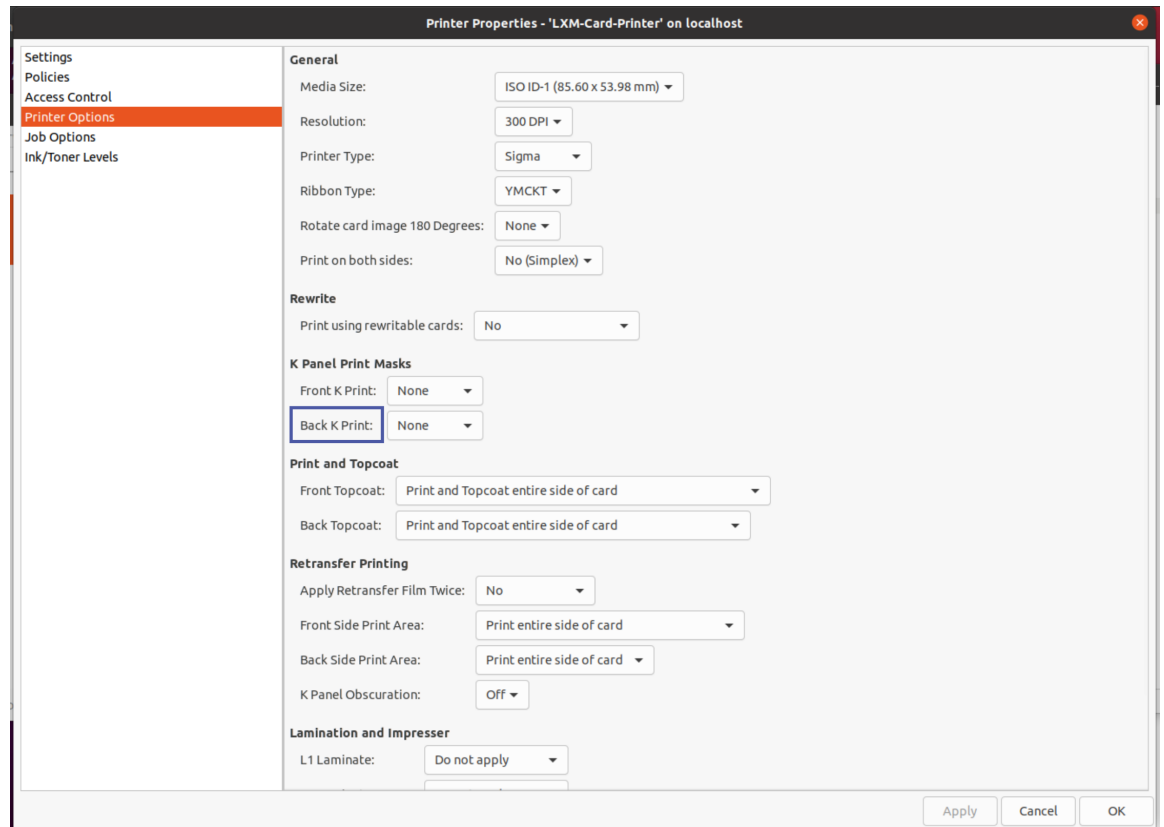 Printer Properties - 'LXM-Card-Printer' on localhost
Settings
Policies
Access Control
Printer Options
Job Options
Ink/Toner Levels
General
Media Size: ISO ID-1 (85.60 x 53.98 mm)
Resolution: 300 DPI
Printer Type: Sigma
Ribbon Type: YMCKT
Rotate card image 180 Degrees: None
Print on both sides: No (Simplex)
Rewrite
Print using rewritable cards: No
K Panel Print Masks
Front K Print: None
Back K Print: None
Print and Topcoat
Front Topcoat: Print and Topcoat entire side of card
Back Topcoat: Print and Topcoat entire side of card
Retransfer Printing
Apply Retransfer Film Twice: No
Front Side Print Area: Print entire side of card
Back Side Print Area: Print entire side of card
K Panel Obscuration: Off
Lamination and Impresser
L1 Laminate: Do not apply
Apply Cancel OK